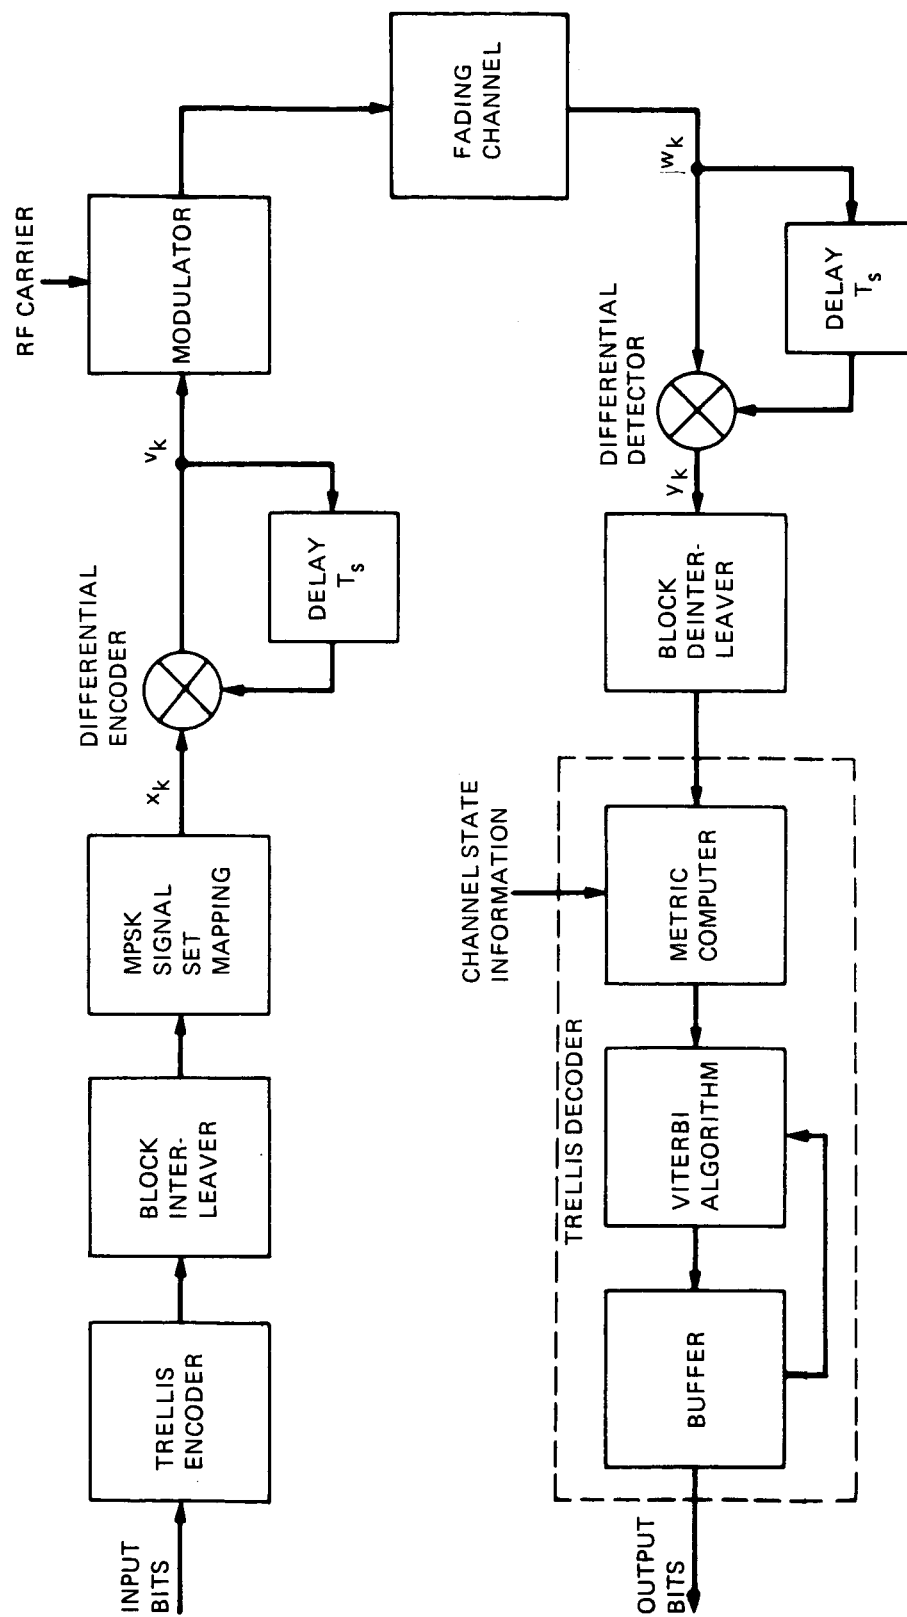 INPUT
BITS
TRELLIS
ENCODER
BLOCK
INTER-
LEAVER
MPSK
SIGNAL
SET
MAPPING
x_k
DIFFERENTIAL
ENCODER
DELAY
T_s
v_k
RF CARRIER
MODULATOR
FADING
CHANNEL
w_k
DELAY
T_s
DIFFERENTIAL
DETECTOR
y_k
BLOCK
DEINTER-
LEAVER
CHANNEL STATE
INFORMATION
METRIC
COMPUTER
TRELLIS DECODER
VITERBI
ALGORITHM
BUFFER
OUTPUT
BITS